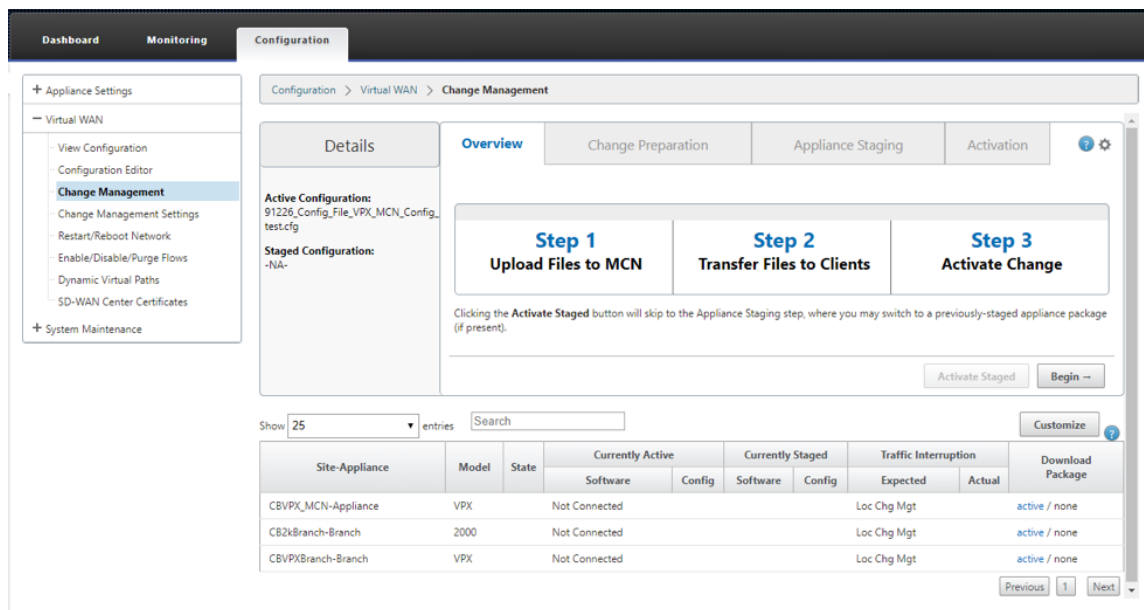 Dashboard Monitoring Configuration
+ Appliance Settings
− Virtual WAN
View Configuration
Configuration Editor
Change Management
Change Management Settings
Restart/Reboot Network
Enable/Disable/Purge Flows
Dynamic Virtual Paths
SD-WAN Center Certificates
+ System Maintenance
Configuration > Virtual WAN > Change Management
Details
Active Configuration:
91226_Config_File_VPX_MCN_Config_
test.cfg
Staged Configuration:
-NA-
Overview Change Preparation Appliance Staging Activation ?
Step 1 Step 2 Step 3
Upload Files to MCN Transfer Files to Clients Activate Change
Clicking the Activate Staged button will skip to the Appliance Staging step, where you may switch to a previously-staged appliance package
(if present).
Activate Staged Begin →
Show 25 entries Search Customize ?
Site-Appliance Model State Currently Active Currently Staged Traffic Interruption Download Package
Software Config Software Config Expected Actual
CBVPX_MCN-Appliance VPX Not Connected Loc Chg Mgt active / none
CB2kBranch-Branch 2000 Not Connected Loc Chg Mgt active / none
CBVPXBranch-Branch VPX Not Connected Loc Chg Mgt active / none
Previous 1 Next